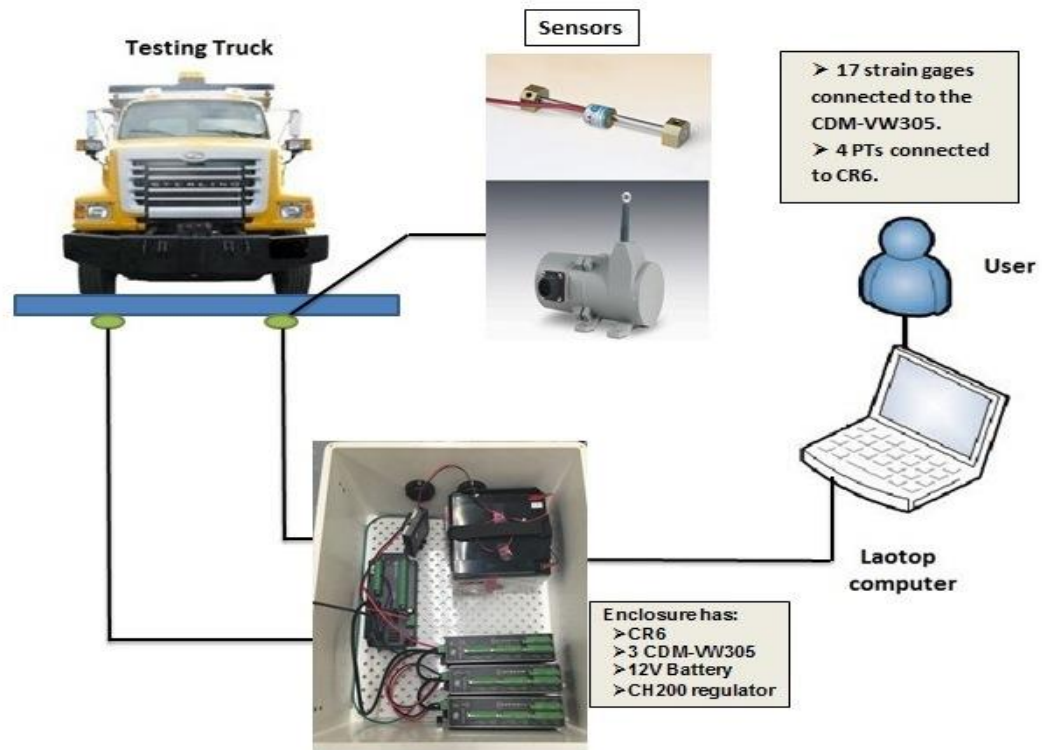 Testing Truck
STERLING
Sensors
➤ 17 strain gages
connected to the
CDM-VW305.
➤ 4 PTs connected
to CR6.
User
Laotop
computer
Enclosure has:
➤CR6
➤3 CDM-VW305
➤12V Battery
➤CH200 regulator